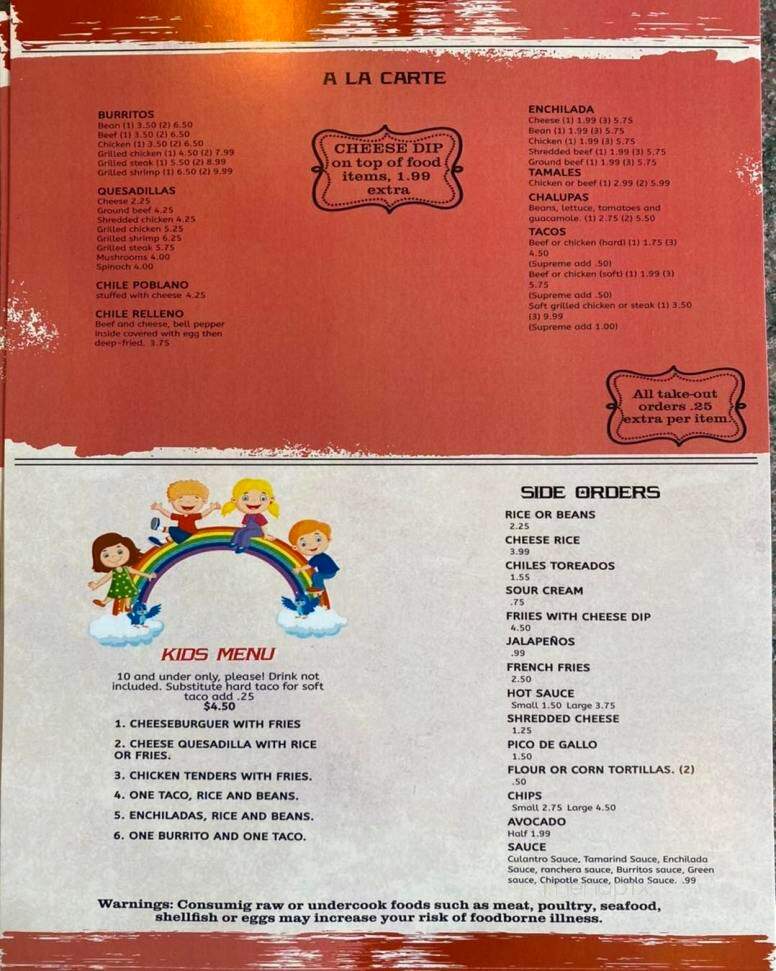 A LA CARTE
BURRITOS
Bean (1) 3.50 (2) 6.50
Beef (1) 3.50 (2) 6.50
Chicken (1) 3.50 (2) 6.50
Grilled chicken (1) 4.50 (2) 7.99
Grilled steak (1) 5.50 (2) 8.99
Grilled shrimp (1) 6.50 (2) 9.99
QUESADILLAS
Cheese 2.25
Ground beef 4.25
Shredded chicken 4.25
Grilled chicken 5.25
Grilled shrimp 6.25
Grilled steak 5.75
Mushrooms 4.00
Spinach 4.00
CHILE POBLANO
stuffed with cheese 4.25
CHILE RELLENO
Beef and cheese, bell pepper
inside covered with egg then
deep-fried. 3.75
CHEESE DIP
on top of food
items, 1.99
extra
ENCHILADA
Cheese (1) 1.99 (3) 5.75
Bean (1) 1.99 (3) 5.75
Chicken (1) 1.99 (3) 5.75
Shredded beef (1) 1.99 (3) 5.75
Ground beef (1) 1.99 (3) 5.75
TAMALES
Chicken or beef (1) 2.99 (2) 5.99
CHALUPAS
Beans, lettuce, tomatoes and
guacamole. (1) 2.75 (2) 5.50
TACOS
Beef or chicken (hard) (1) 1.75 (3)
4.50
(Supreme add .50)
Beef or chicken (soft) (1) 1.99 (3)
5.75
(Supreme add .50)
Soft grilled chicken or steak (1) 3.50
(3) 9.99
(Supreme add 1.00)
All take-out
orders .25
extra per item.
KIDS MENU
10 and under only, please! Drink not
included. Substitute hard taco for soft
taco add .25
$4.50
1. CHEESEBURGUER WITH FRIES
2. CHEESE QUESADILLA WITH RICE
OR FRIES.
3. CHICKEN TENDERS WITH FRIES.
4. ONE TACO, RICE AND BEANS.
5. ENCHILADAS, RICE AND BEANS.
6. ONE BURRITO AND ONE TACO.
SIDE ORDERS
RICE OR BEANS
2.25
CHEESE RICE
3.99
CHILES TOREADOS
1.55
SOUR CREAM
.75
FRIIES WITH CHEESE DIP
4.50
JALAPEÑOS
.99
FRENCH FRIES
2.50
HOT SAUCE
Small 1.50 Large 3.75
SHREDDED CHEESE
1.25
PICO DE GALLO
1.50
FLOUR OR CORN TORTILLAS. (2)
.50
CHIPS
Small 2.75 Large 4.50
AVOCADO
Half 1.99
SAUCE
Culantro Sauce, Tamarind Sauce, Enchilada
Sauce, ranchera sauce, Burritos sauce, Green
sauce, Chipotle Sauce, Diabla Sauce. .99
Warnings: Consumig raw or undercook foods such as meat, poultry, seafood,
shellfish or eggs may increase your risk of foodborne illness.